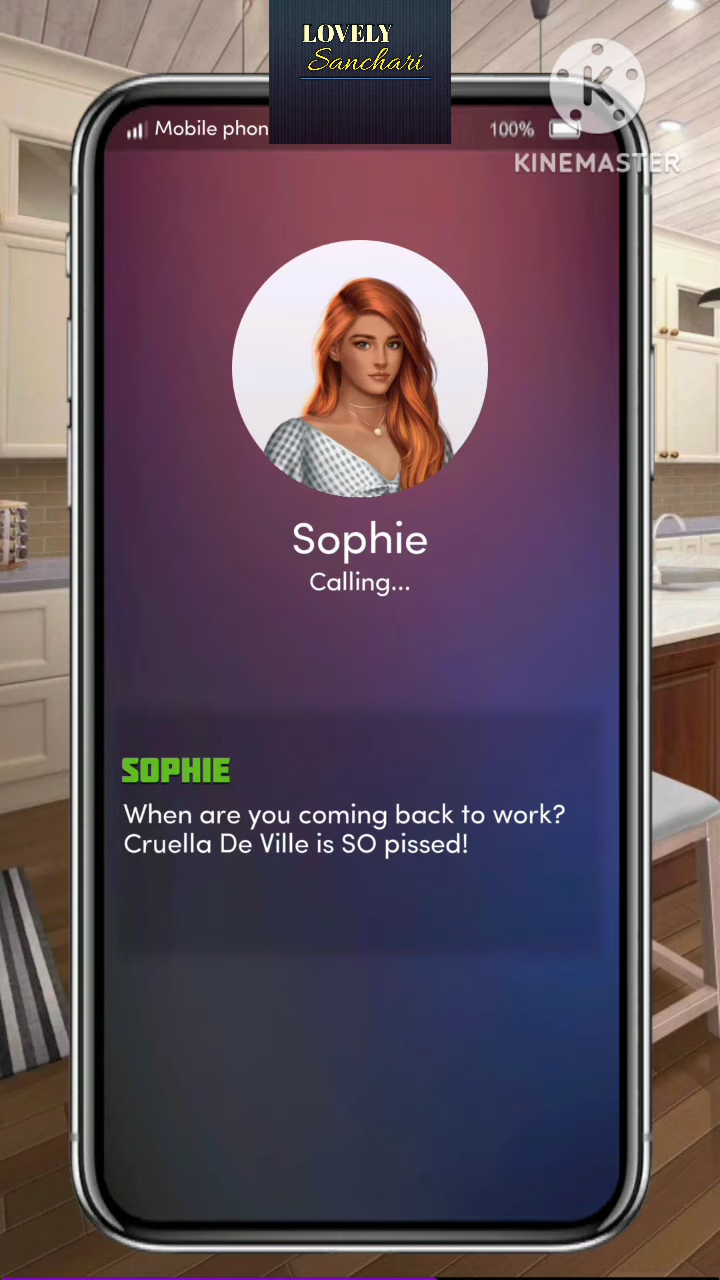 LOVELY
Sanchari
Mobile phon
100%
KINEMASTER
Sophie
Calling...
SOPHIE
When are you coming back to work?
Cruella De Ville is SO pissed!